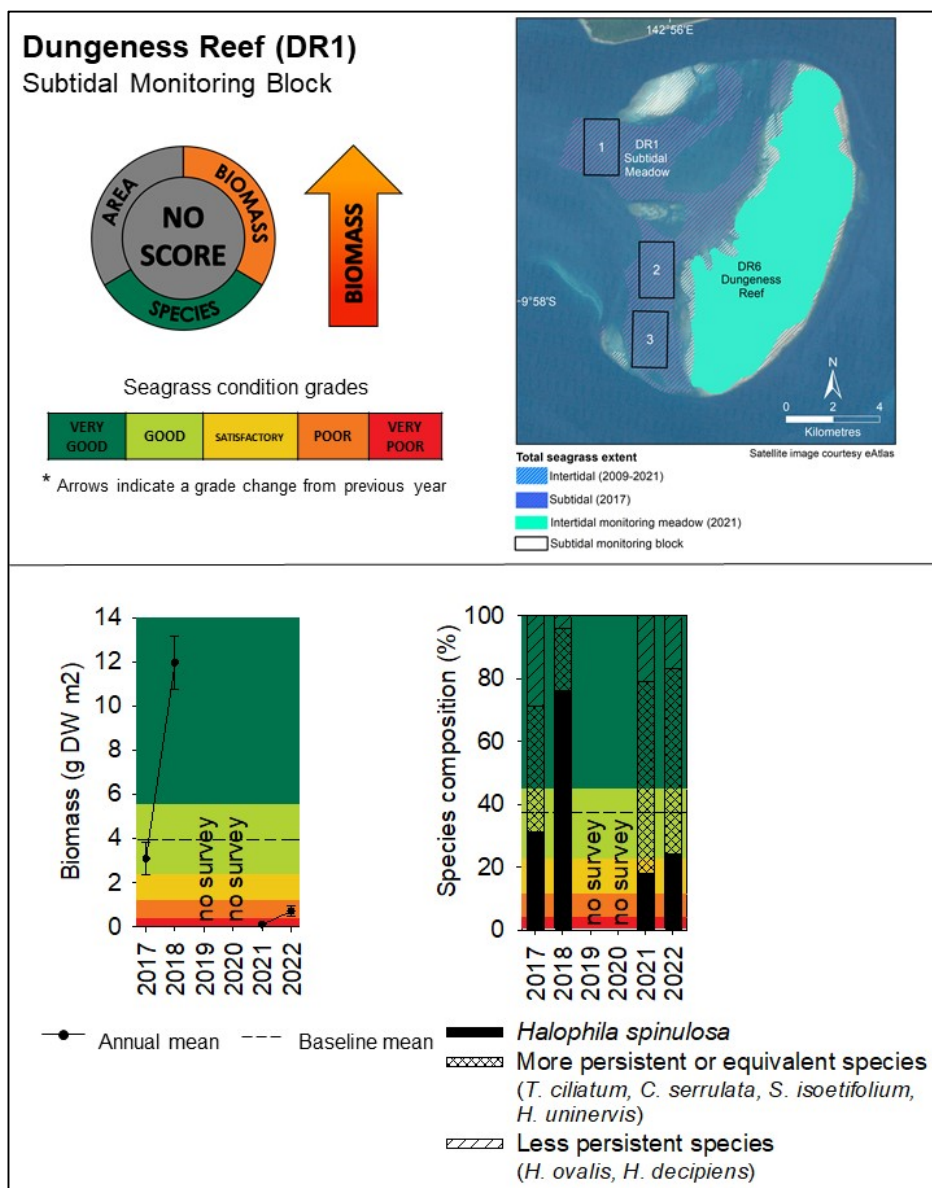 Dungeness Reef (DR1)
Subtidal Monitoring Block
AREA
BIOMASS
NO
SCORE
SPECIES
BIOMASS
Seagrass condition grades
VERY
GOOD
GOOD
SATISFACTORY
POOR
VERY
POOR
* Arrows indicate a grade change from previous year
142°56'E
1
DR1
Subtidal
Meadow
2
DR6
Dungeness
Reef
-9°58'S
3
N
0 2 4
Kilometres
Satellite image courtesy eAtlas
Total seagrass extent
Intertidal (2009-2021)
Subtidal (2017)
Intertidal monitoring meadow (2021)
Subtidal monitoring block
Biomass (g DW m2)
14
12
10
8
6
4
2
0
no survey
no survey
2017
2018
2019
2020
2021
2022
Annual mean
Baseline mean
Species composition (%)
100
80
60
40
20
0
no survey
no survey
2017
2018
2019
2020
2021
2022
Halophila spinulosa
More persistent or equivalent species
(T. ciliatum, C. serrulata, S. isoetifolium,
H. uninervis)
Less persistent species
(H. ovalis, H. decipiens)